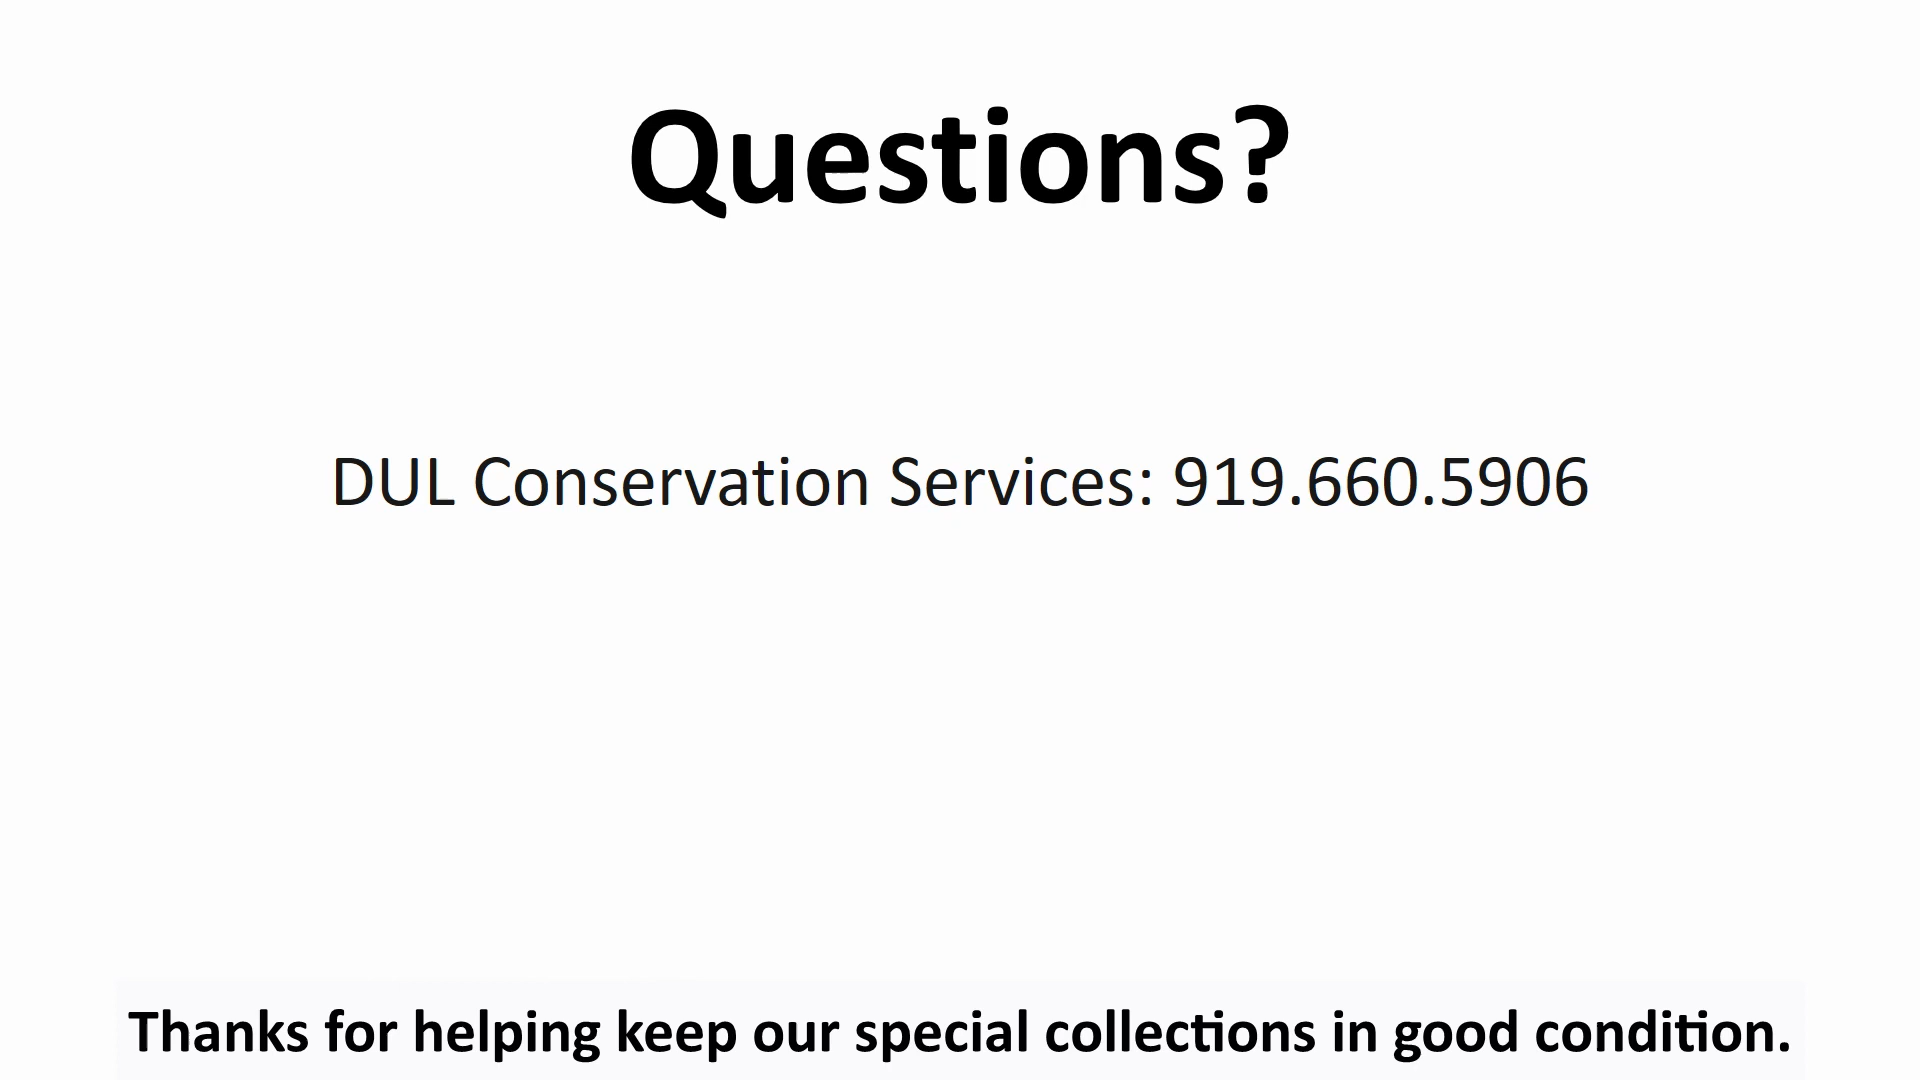 Questions?
DUL Conservation Services: 919.660.5906
Thanks for helping keep our special collections in good condition.